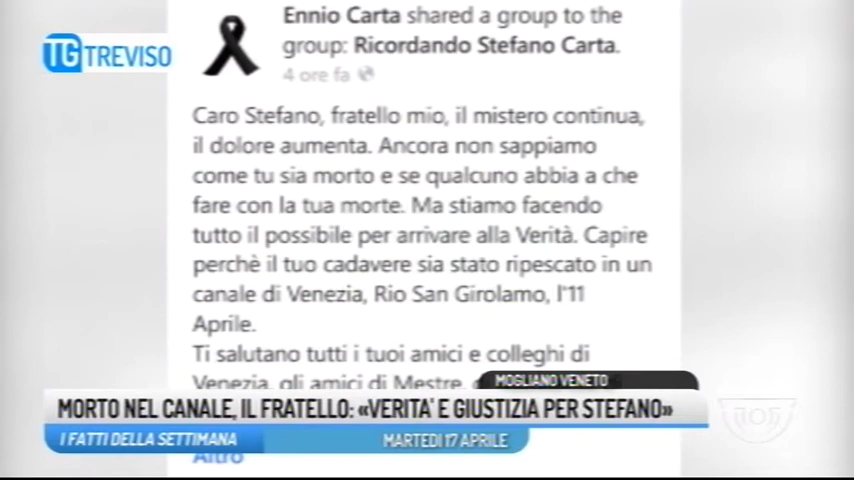 Ennio Carta shared a group to the
group: Ricordando Stefano Carta.
4 ore fa
TG TREVISO
Caro Stefano, fratello mio, il mistero continua,
il dolore aumenta. Ancora non sappiamo
come tu sia morto e se qualcuno abbia a che
fare con la tua morte. Ma stiamo facendo
tutto il possibile per arrivare alla Verità. Capire
perchè il tuo cadavere sia stato ripescato in un
canale di Venezia, Rio San Girolamo, l'11
Aprile.
Ti salutano tutti i tuoi amici e colleghi di
Venezia, gli amici di Mestre,
MOGLIANO VENETO
MORTO NEL CANALE, IL FRATELLO: «VERITA' E GIUSTIZIA PER STEFANO»
I FATTI DELLA SETTIMANA
MARTEDI 17 APRILE
Altro